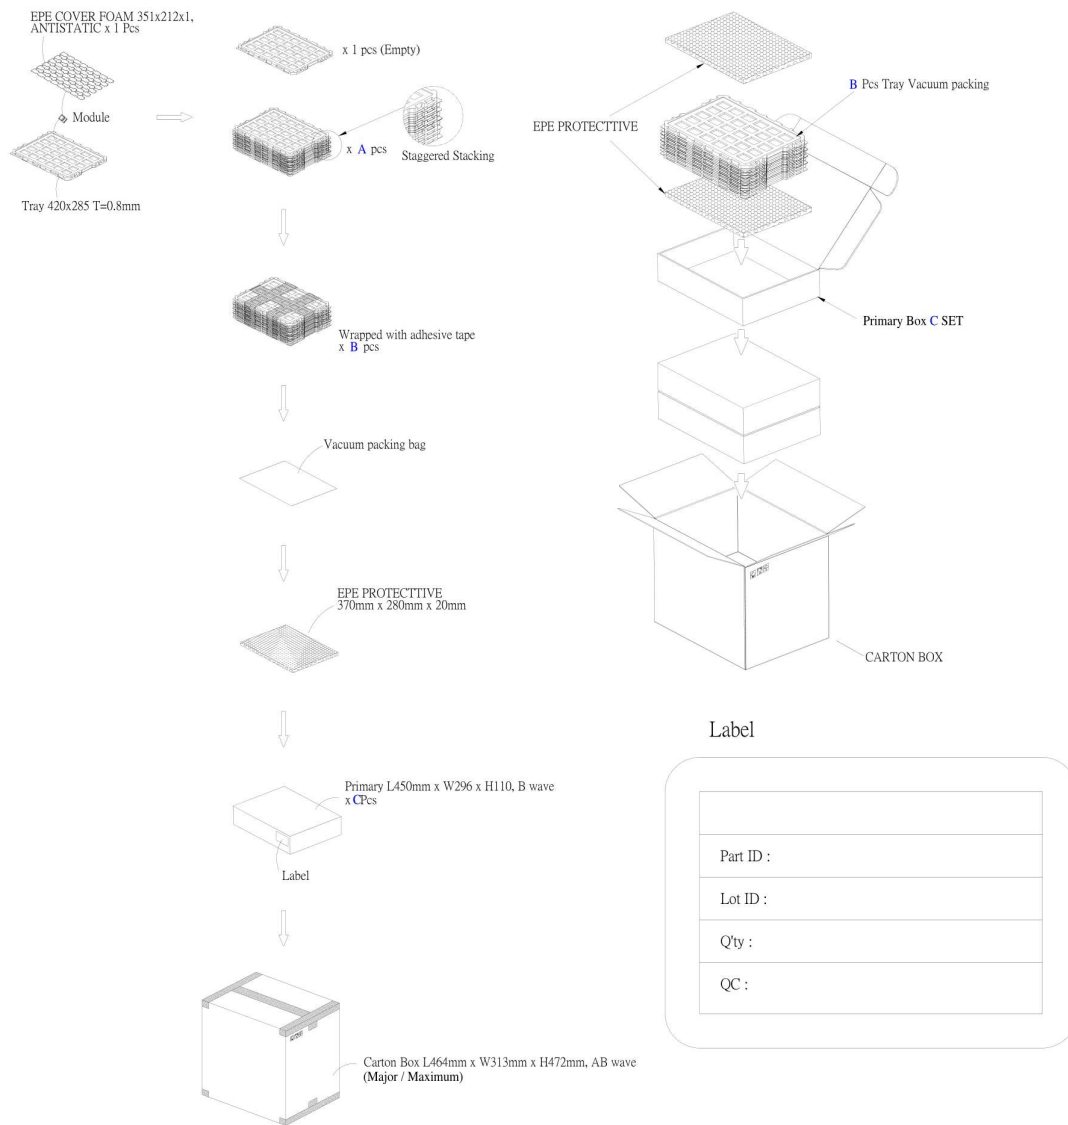 EPE COVER FOAM 351x212x1,
ANTISTATIC x 1 Pcs
Module
Tray 420x285 T=0.8mm
x 1 pcs (Empty)
x A pcs
Staggered Stacking
Wrapped with adhesive tape
x B pcs
Vacuum packing bag
EPE PROTECTTIVE
370mm x 280mm x 20mm
Primary L450mm x W296 x H110, B wave
x CPcs
Label
Carton Box L464mm x W313mm x H472mm, AB wave
(Major / Maximum)
B Pcs Tray Vacuum packing
EPE PROTECTTIVE
Primary Box C SET
CARTON BOX
Label
Part ID :
Lot ID :
Q'ty :
QC :